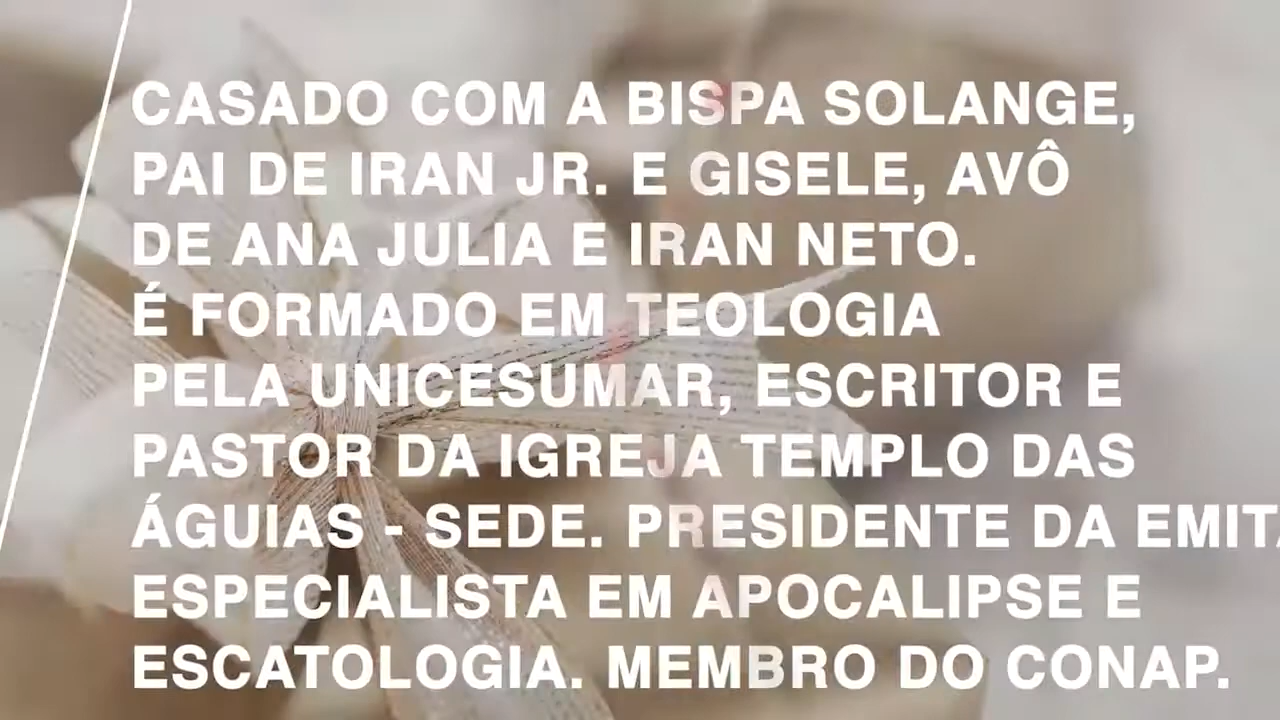 CASADO COM A BISPA SOLANGE,
PAI DE IRAN JR. E GISELE, AVÔ
DE ANA JULIA E IRAN NETO.
É FORMADO EM TEOLOGIA
PELA UNICESUMAR, ESCRITOR E
PASTOR DA IGREJA TEMPLO DAS
ÁGUIAS - SEDE. PRESIDENTE DA
ESPECIALISTA EM APOCALIPSE E
ESCATOLOGIA. MEMBRO DO CONAP.